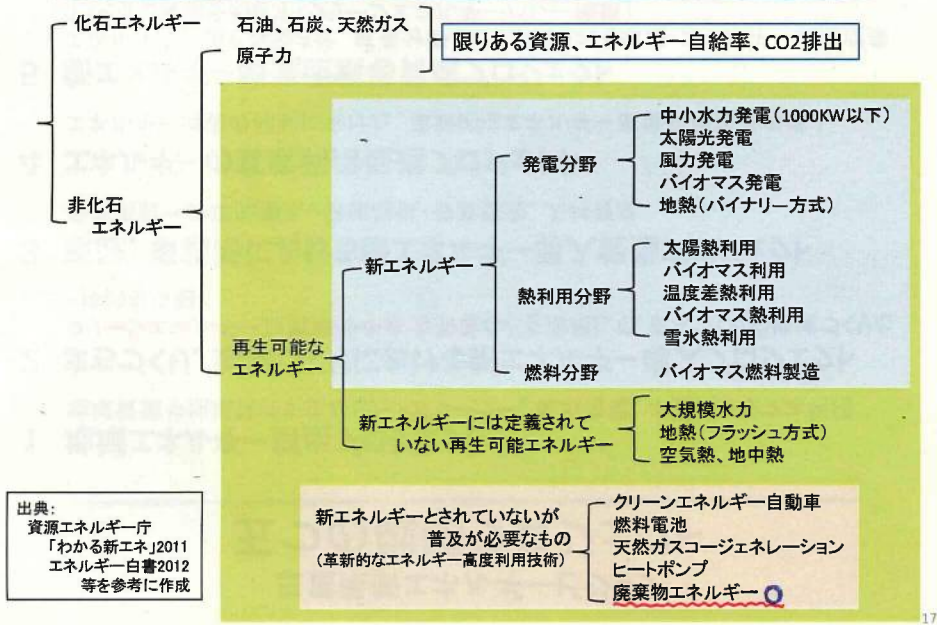 化石エネルギー
石油、石炭、天然ガス
原子力
限りある資源、エネルギー自給率、CO2排出
非化石
エネルギー
再生可能な
エネルギー
新エネルギー
発電分野
中小水力発電(1000KW以下)
太陽光発電
風力発電
バイオマス発電
地熱(バイナリー方式)
熱利用分野
太陽熱利用
バイオマス利用
温度差熱利用
バイオマス熱利用
雪氷熱利用
燃料分野
バイオマス燃料製造
新エネルギーには定義されて
いない再生可能エネルギー
大規模水力
地熱(フラッシュ方式)
空気熱、地中熱
新エネルギーとされていないが
普及が必要なもの
(革新的なエネルギー高度利用技術)
クリーンエネルギー自動車
燃料電池
天然ガスコージェネレーション
ヒートポンプ
廃棄物エネルギー
出典:
資源エネルギー庁
「わかる新エネ」2011
エネルギー白書2012
等を参考に作成
17